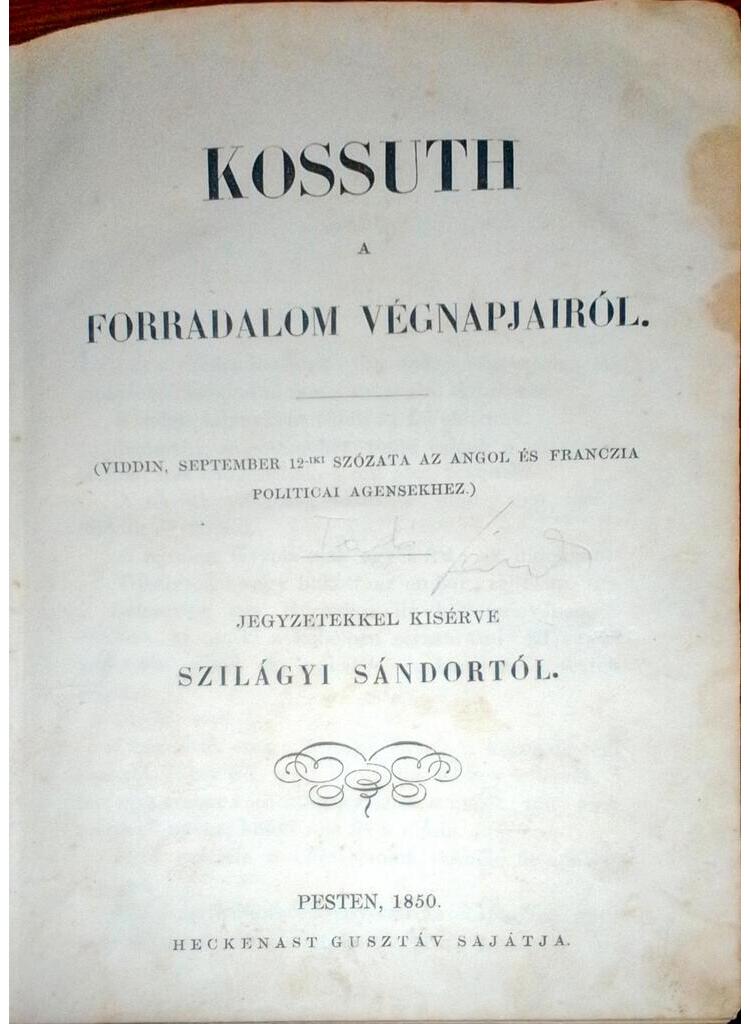 KOSSUTH
A
FORRADALOM VÉGNAPJAIRÓL.
(VIDDIN, SEPTEMBER 12-IKI SZÓZATA AZ ANGOL ÉS FRANCZIA
POLITICAI AGENSEKHEZ.)
JEGYZETEKKEL KISÉRVE
SZILÁGYI SÁNDORTÓL.
PESTEN, 1850.
HECKENAST GUSZTÁV SAJÁTJA.